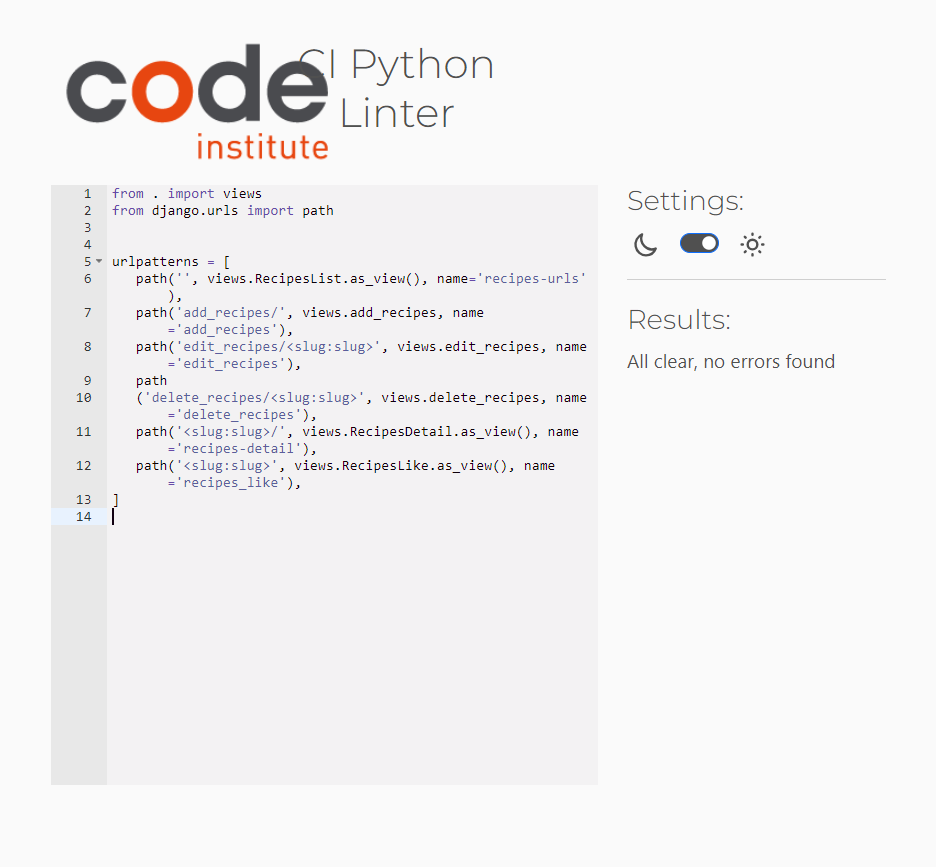 code
institute
CI Python
Linter
1 from . import views
2 from django.urls import path
3
4
5 urlpatterns = [
6 path('', views.RecipesList.as_view(), name='recipes-urls'
),
7 path('add_recipes/', views.add_recipes, name
='add_recipes'),
8 path('edit_recipes/<slug:slug>', views.edit_recipes, name
='edit_recipes'),
9 path
10 ('delete_recipes/<slug:slug>', views.delete_recipes, name
='delete_recipes'),
11 path('<slug:slug>/', views.RecipesDetail.as_view(), name
='recipes-detail'),
12 path('<slug:slug>', views.RecipesLike.as_view(), name
='recipes_like'),
13 ]
14
Settings:
Results:
All clear, no errors found